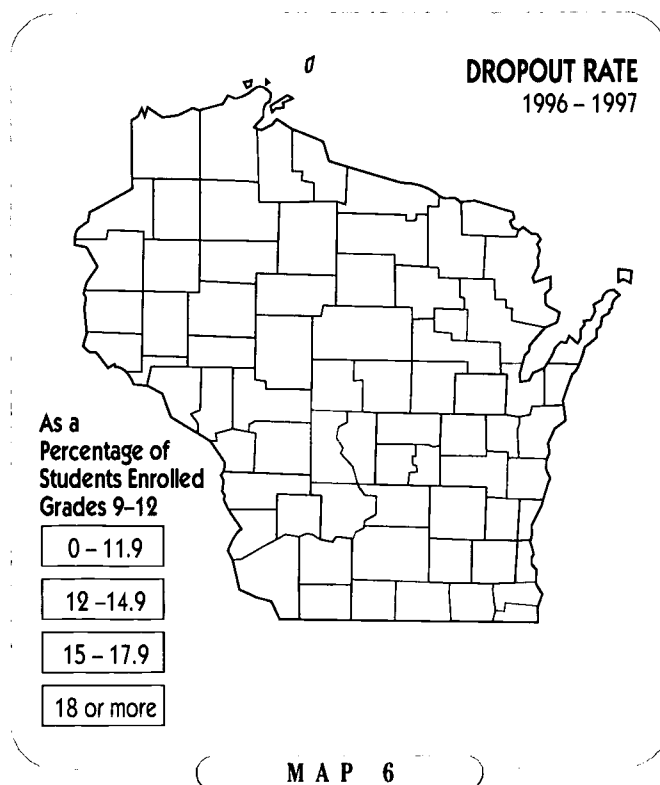 DROPOUT RATE
1996 – 1997
As a
Percentage of
Students Enrolled
Grades 9–12
0 – 11.9
12 –14.9
15 – 17.9
18 or more
MAP 6